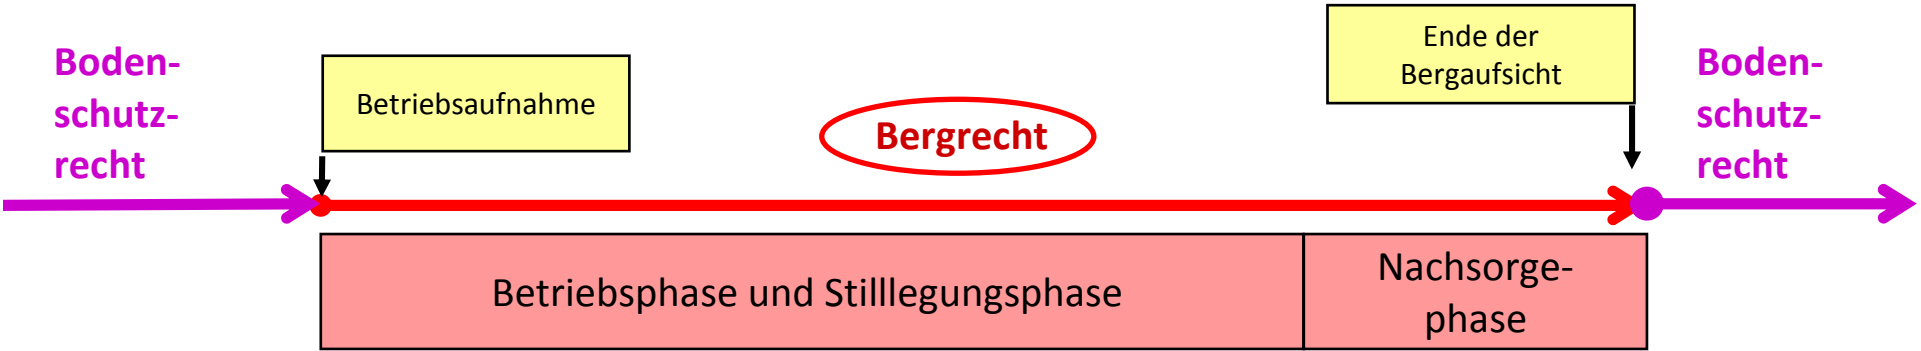 Boden-
schutz-
recht
Betriebsaufnahme
Bergrecht
Ende der
Bergaufsicht
Boden-
schutz-
recht
Betriebsphase und Stilllegungsphase
Nachsorge-
phase